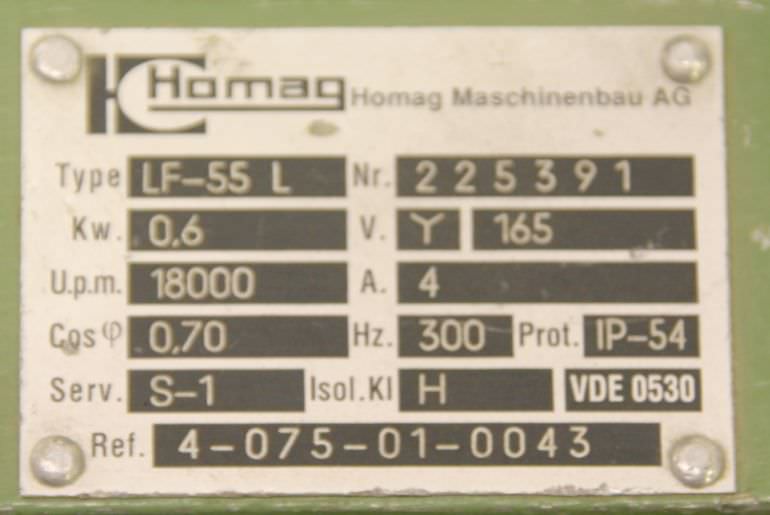 Homag Homag Maschinenbau AG
Type LF-55 L Nr. 225391
Kw. 0,6 V. Y 165
U.p.m. 18000 A. 4
Cos φ 0,70 Hz. 300 Prot. IP-54
Serv. S-1 Isol.Kl H VDE 0530
Ref. 4-075-01-0043